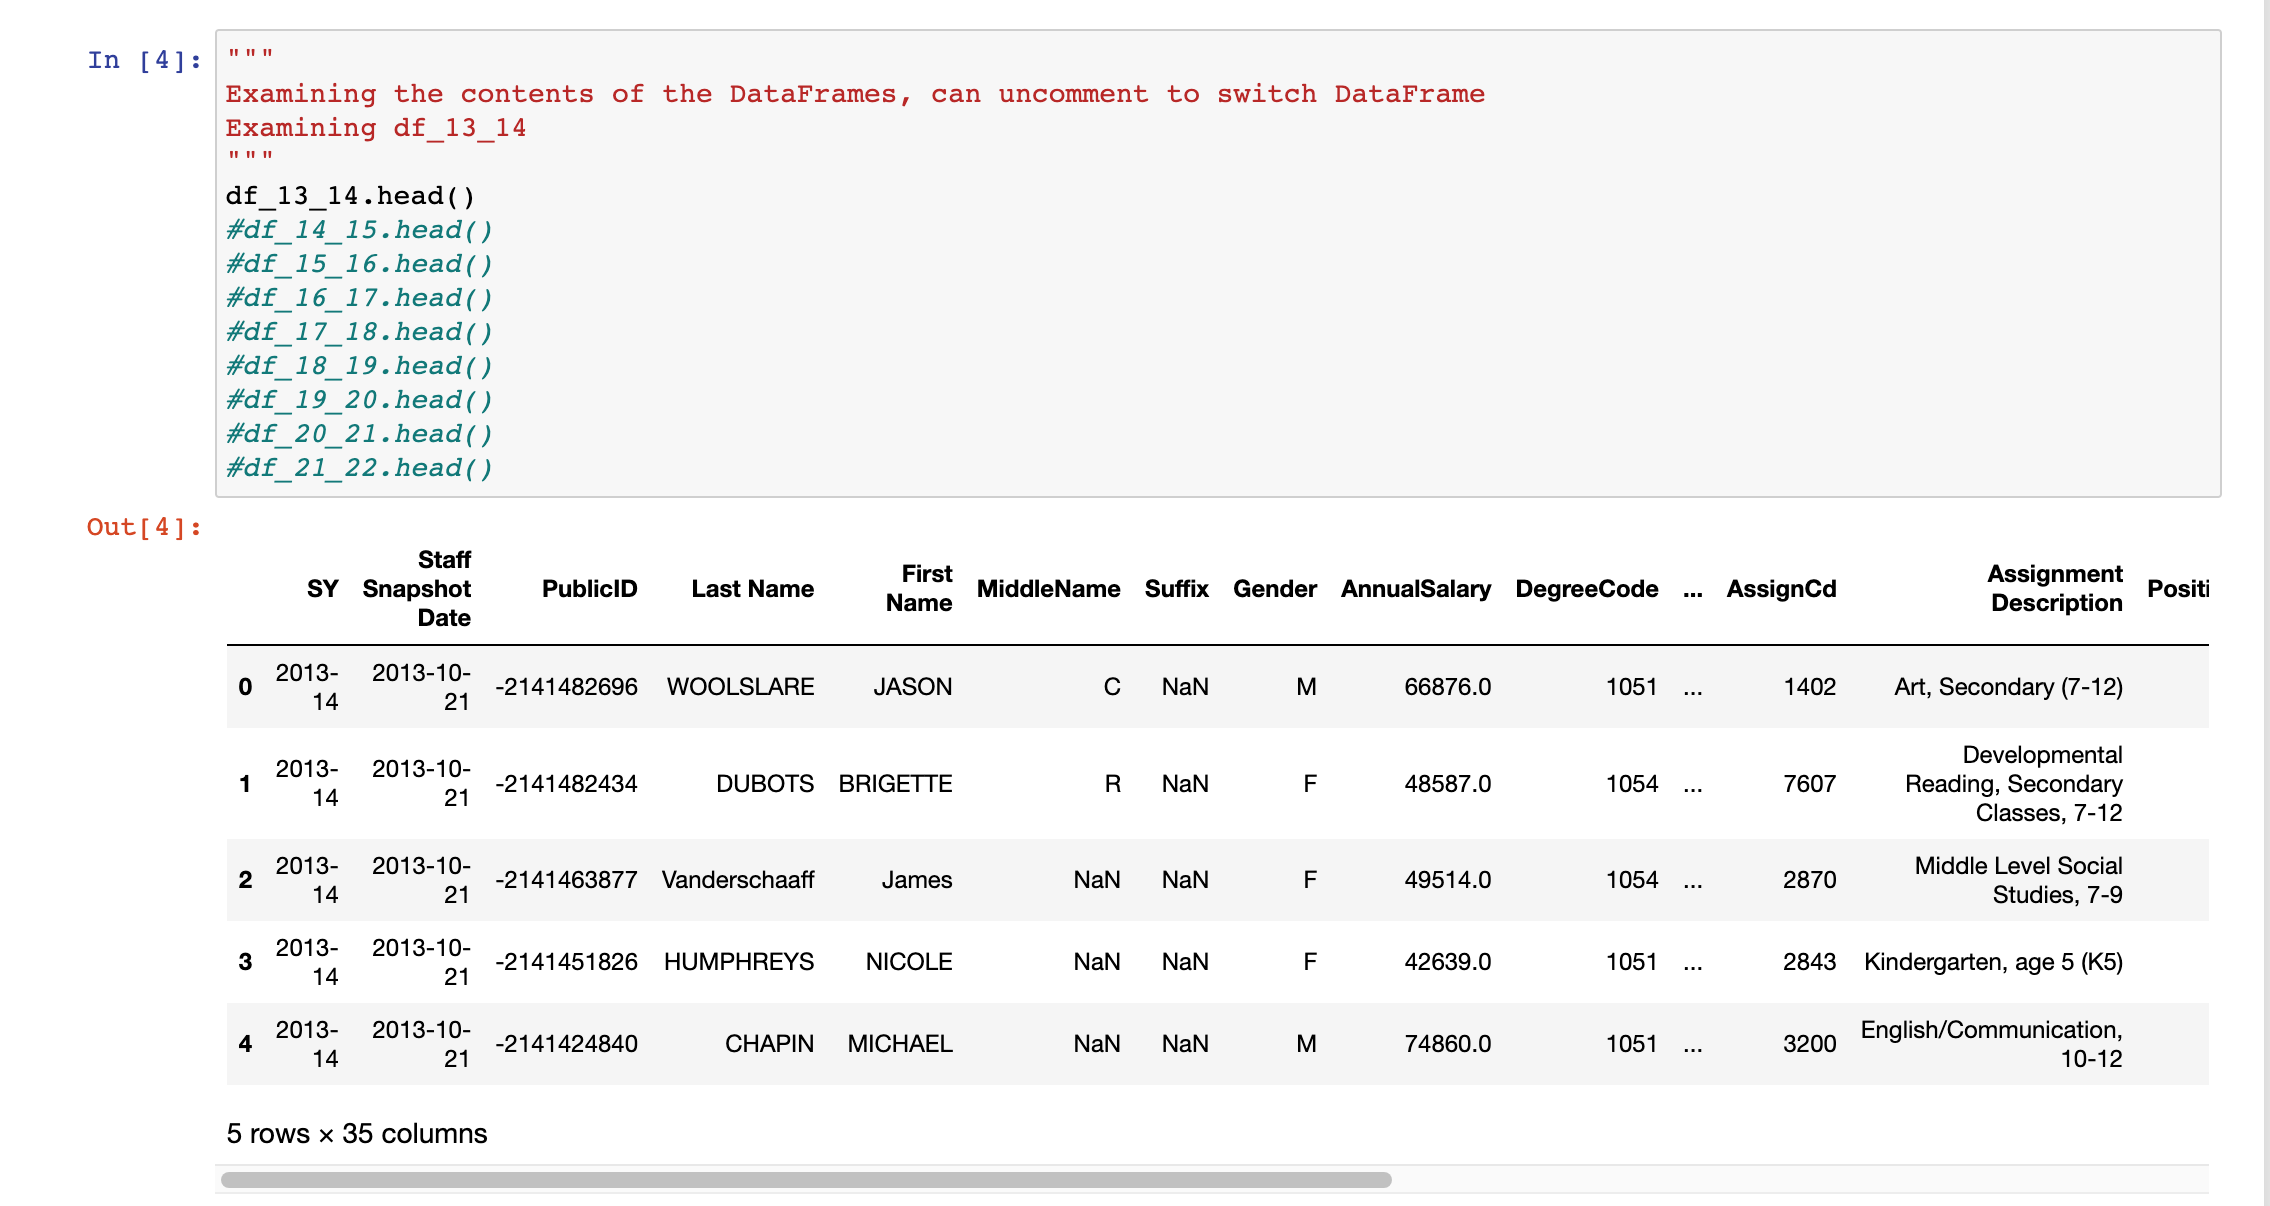 In [4]:
"""
Examining the contents of the DataFrames, can uncomment to switch DataFrame
Examining df_13_14
"""
df_13_14.head()
#df_14_15.head()
#df_15_16.head()
#df_16_17.head()
#df_17_18.head()
#df_18_19.head()
#df_19_20.head()
#df_20_21.head()
#df_21_22.head()
Out[4]:
SY Staff Snapshot Date PublicID Last Name First Name MiddleName Suffix Gender AnnualSalary DegreeCode ... AssignCd Assignment Description Positi
0 2013-14 2013-10-21 -2141482696 WOOLSLARE JASON C NaN M 66876.0 1051 ... 1402 Art, Secondary (7-12)
1 2013-14 2013-10-21 -2141482434 DUBOTS BRIGETTE R NaN F 48587.0 1054 ... 7607 Developmental Reading, Secondary Classes, 7-12
2 2013-14 2013-10-21 -2141463877 Vanderschaaff James NaN NaN F 49514.0 1054 ... 2870 Middle Level Social Studies, 7-9
3 2013-14 2013-10-21 -2141451826 HUMPHREYS NICOLE NaN NaN F 42639.0 1051 ... 2843 Kindergarten, age 5 (K5)
4 2013-14 2013-10-21 -2141424840 CHAPIN MICHAEL NaN NaN M 74860.0 1051 ... 3200 English/Communication, 10-12
5 rows × 35 columns